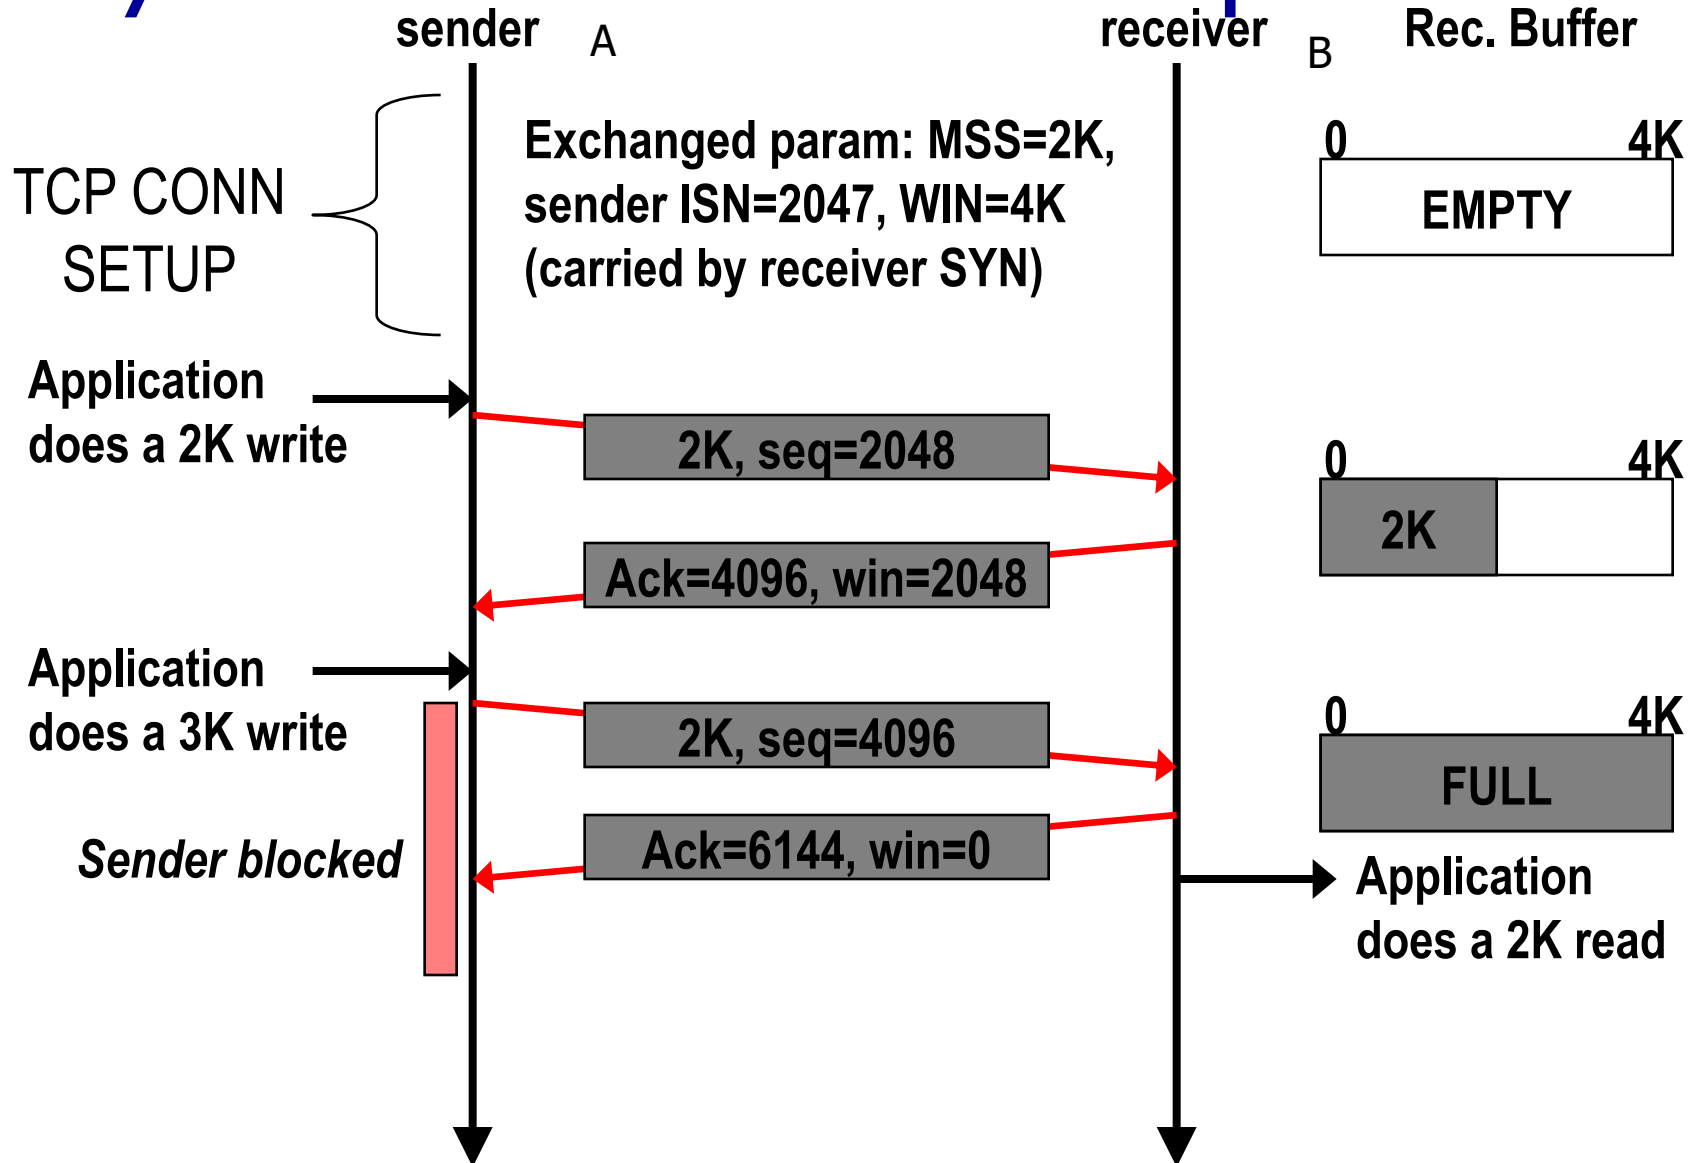 sender
A
receiver
B
Rec. Buffer
Exchanged param: MSS=2K,
sender ISN=2047, WIN=4K
(carried by receiver SYN)
TCP CONN
SETUP
0 4K
EMPTY
Application
does a 2K write
2K, seq=2048
0 4K
2K
Ack=4096, win=2048
Application
does a 3K write
2K, seq=4096
0 4K
FULL
Ack=6144, win=0
Sender blocked
Application
does a 2K read